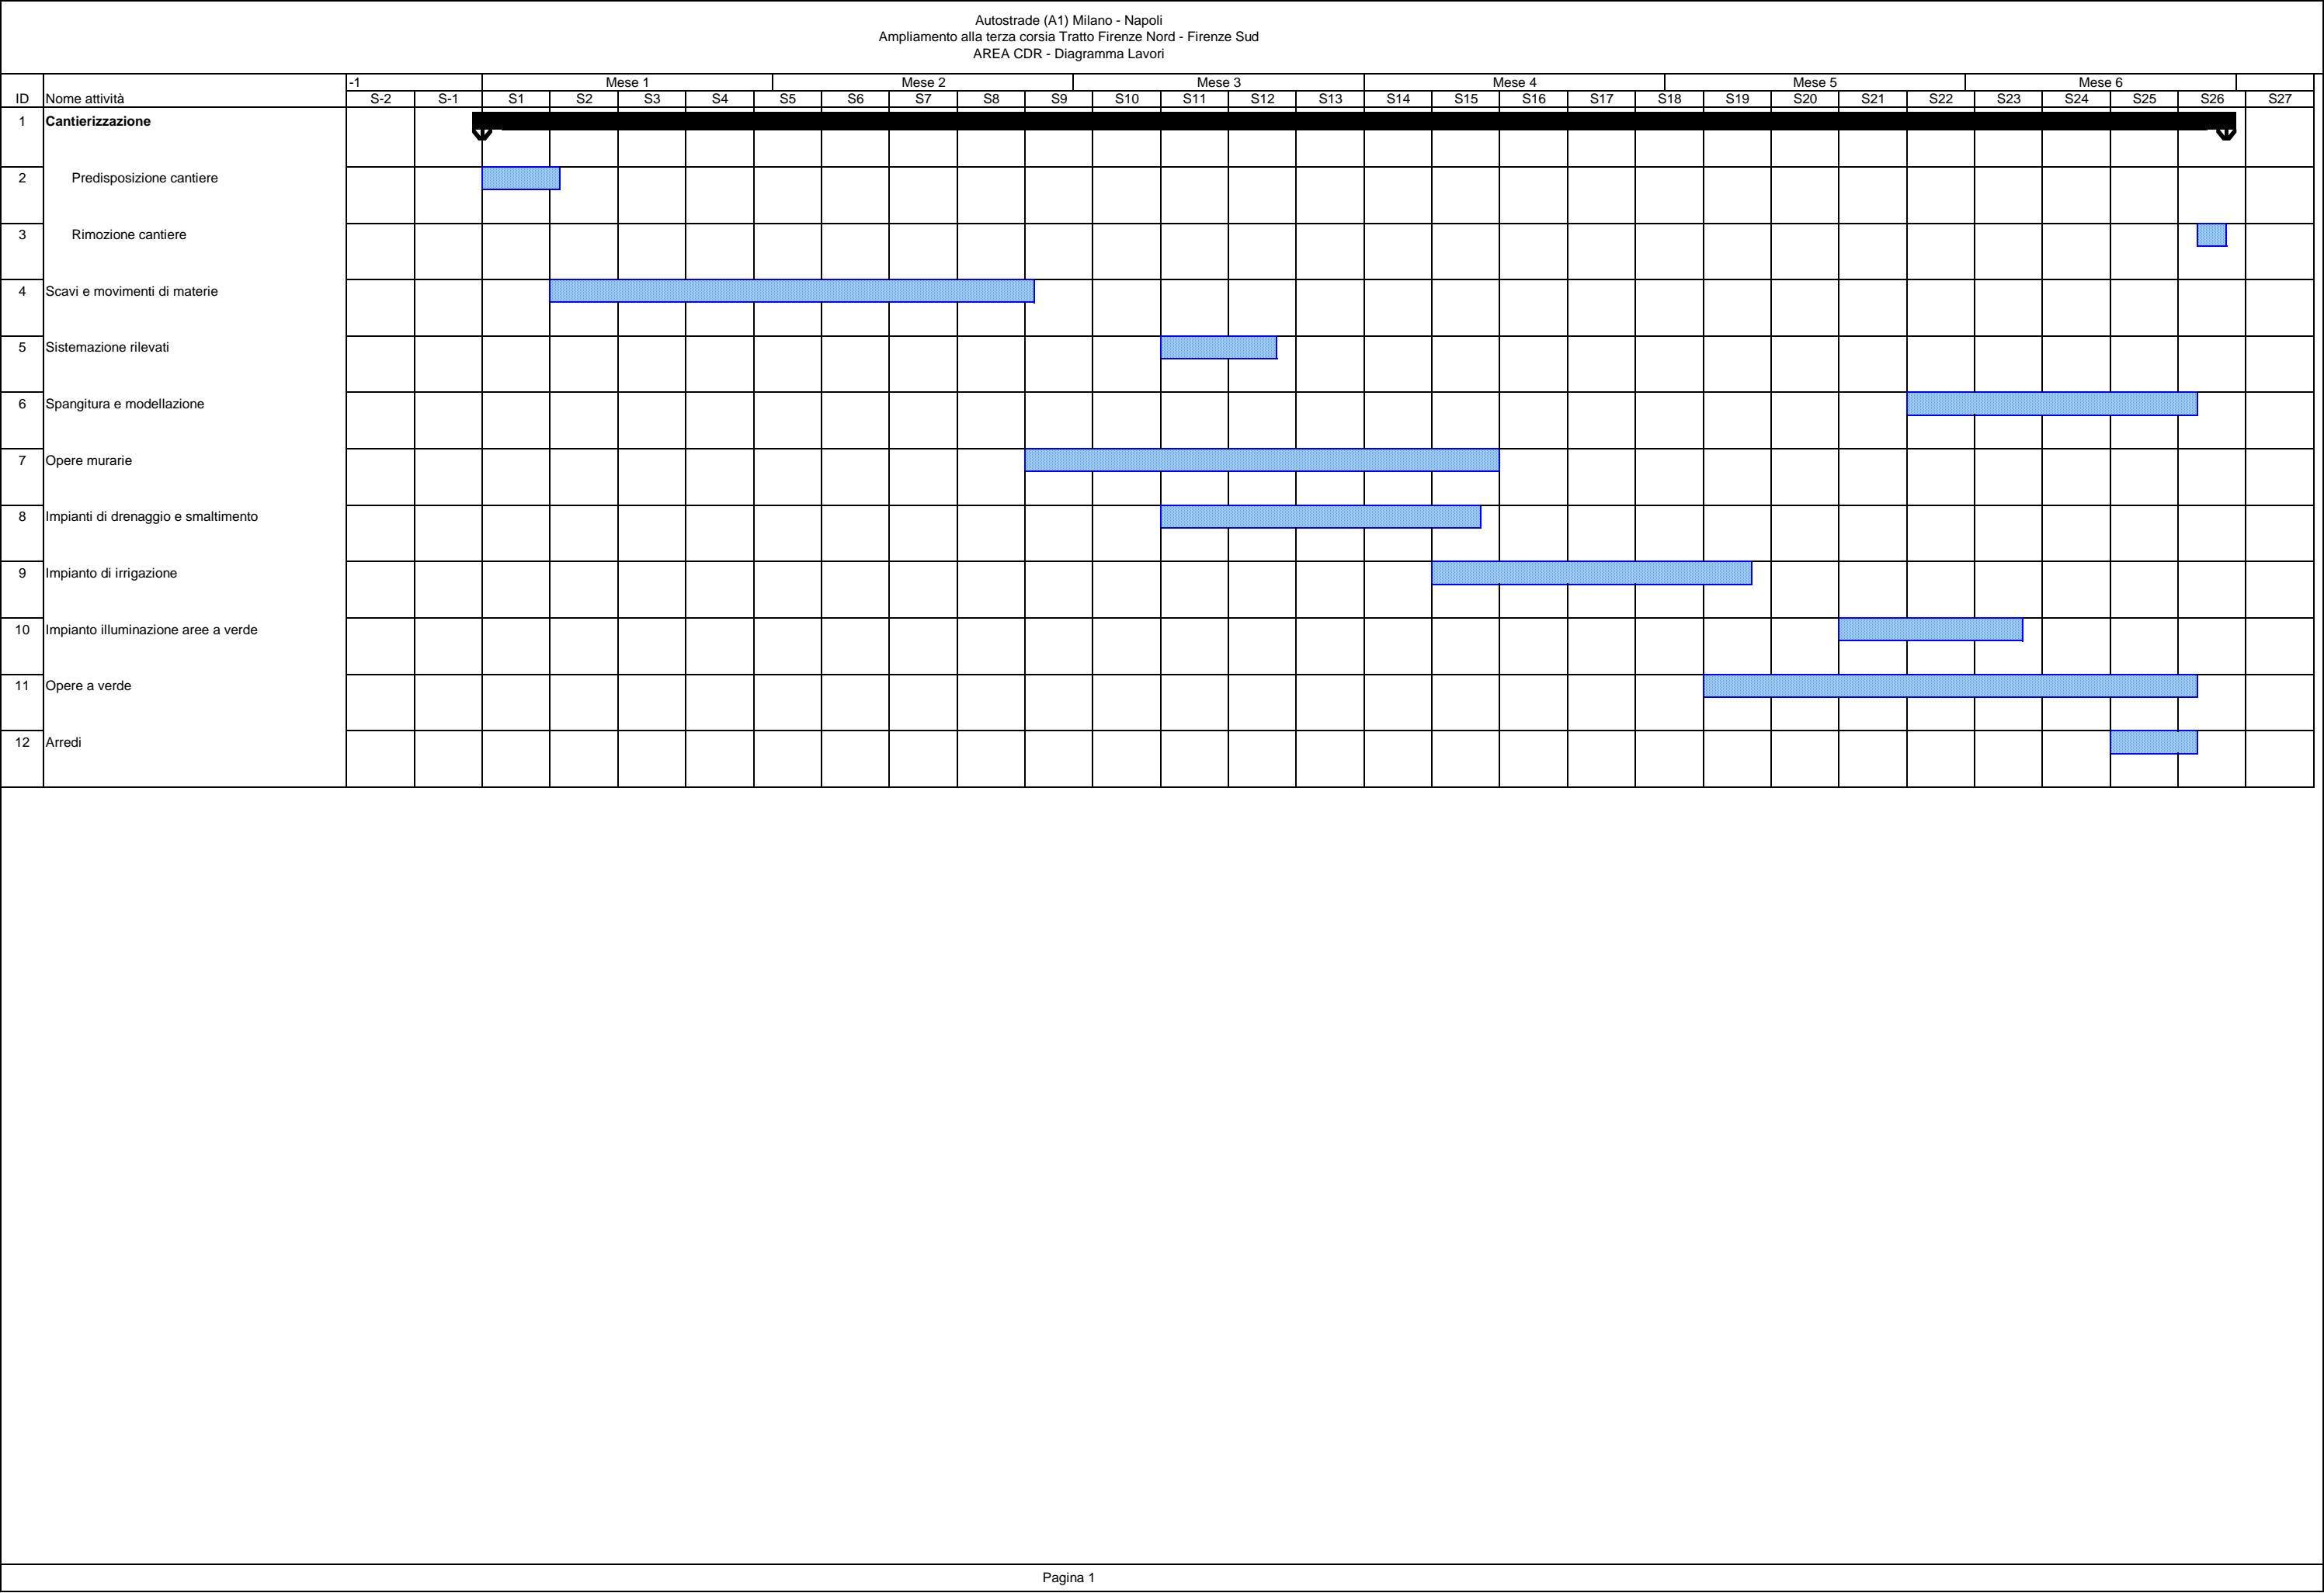 Autostrade (A1) Milano - Napoli
Ampliamento alla terza corsia Tratto Firenze Nord - Firenze Sud
AREA CDR - Diagramma Lavori
-1 Mese 1 Mese 2 Mese 3 Mese 4 Mese 5 Mese 6
ID Nome attività S-2 S-1 S1 S2 S3 S4 S5 S6 S7 S8 S9 S10 S11 S12 S13 S14 S15 S16 S17 S18 S19 S20 S21 S22 S23 S24 S25 S26 S27
1 Cantierizzazione
2 Predisposizione cantiere
3 Rimozione cantiere
4 Scavi e movimenti di materie
5 Sistemazione rilevati
6 Spangitura e modellazione
7 Opere murarie
8 Impianti di drenaggio e smaltimento
9 Impianto di irrigazione
10 Impianto illuminazione aree a verde
11 Opere a verde
12 Arredi
Pagina 1